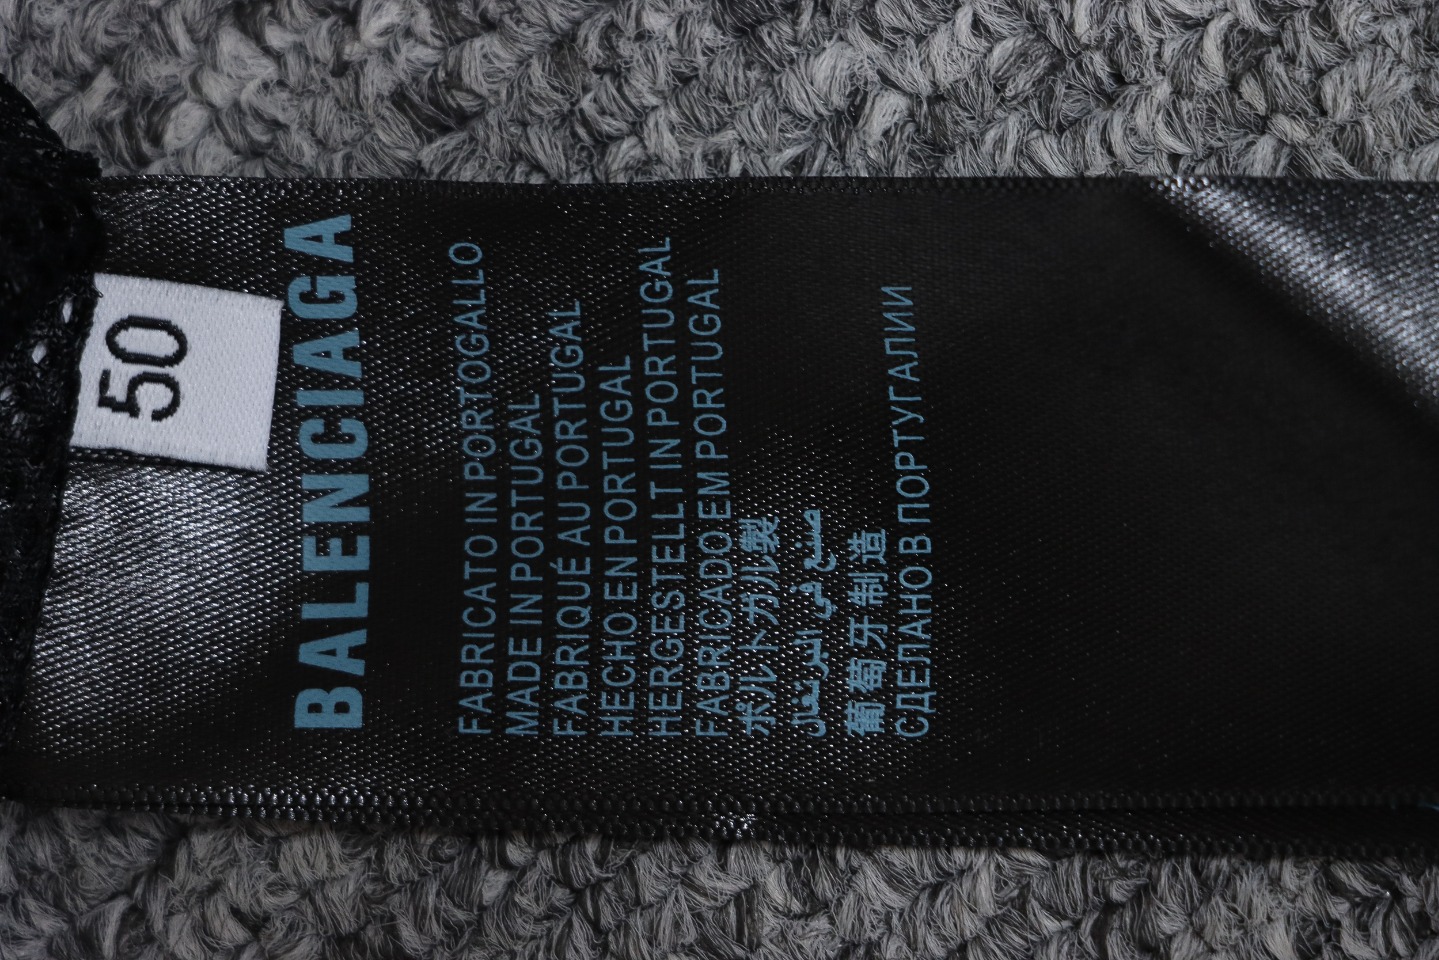 50
BALENCIAGA
FABRICATO IN PORTOGALLO
MADE IN PORTUGAL
FABRIQUÉ AU PORTUGAL
HECHO EN PORTUGAL
HERGESTELLT IN PORTUGAL
FABRICADO EM PORTUGAL
ポルトガル製
صنع في البرتغال
葡萄牙制造
СДЕЛАНО В ПОРТУГАЛИИ